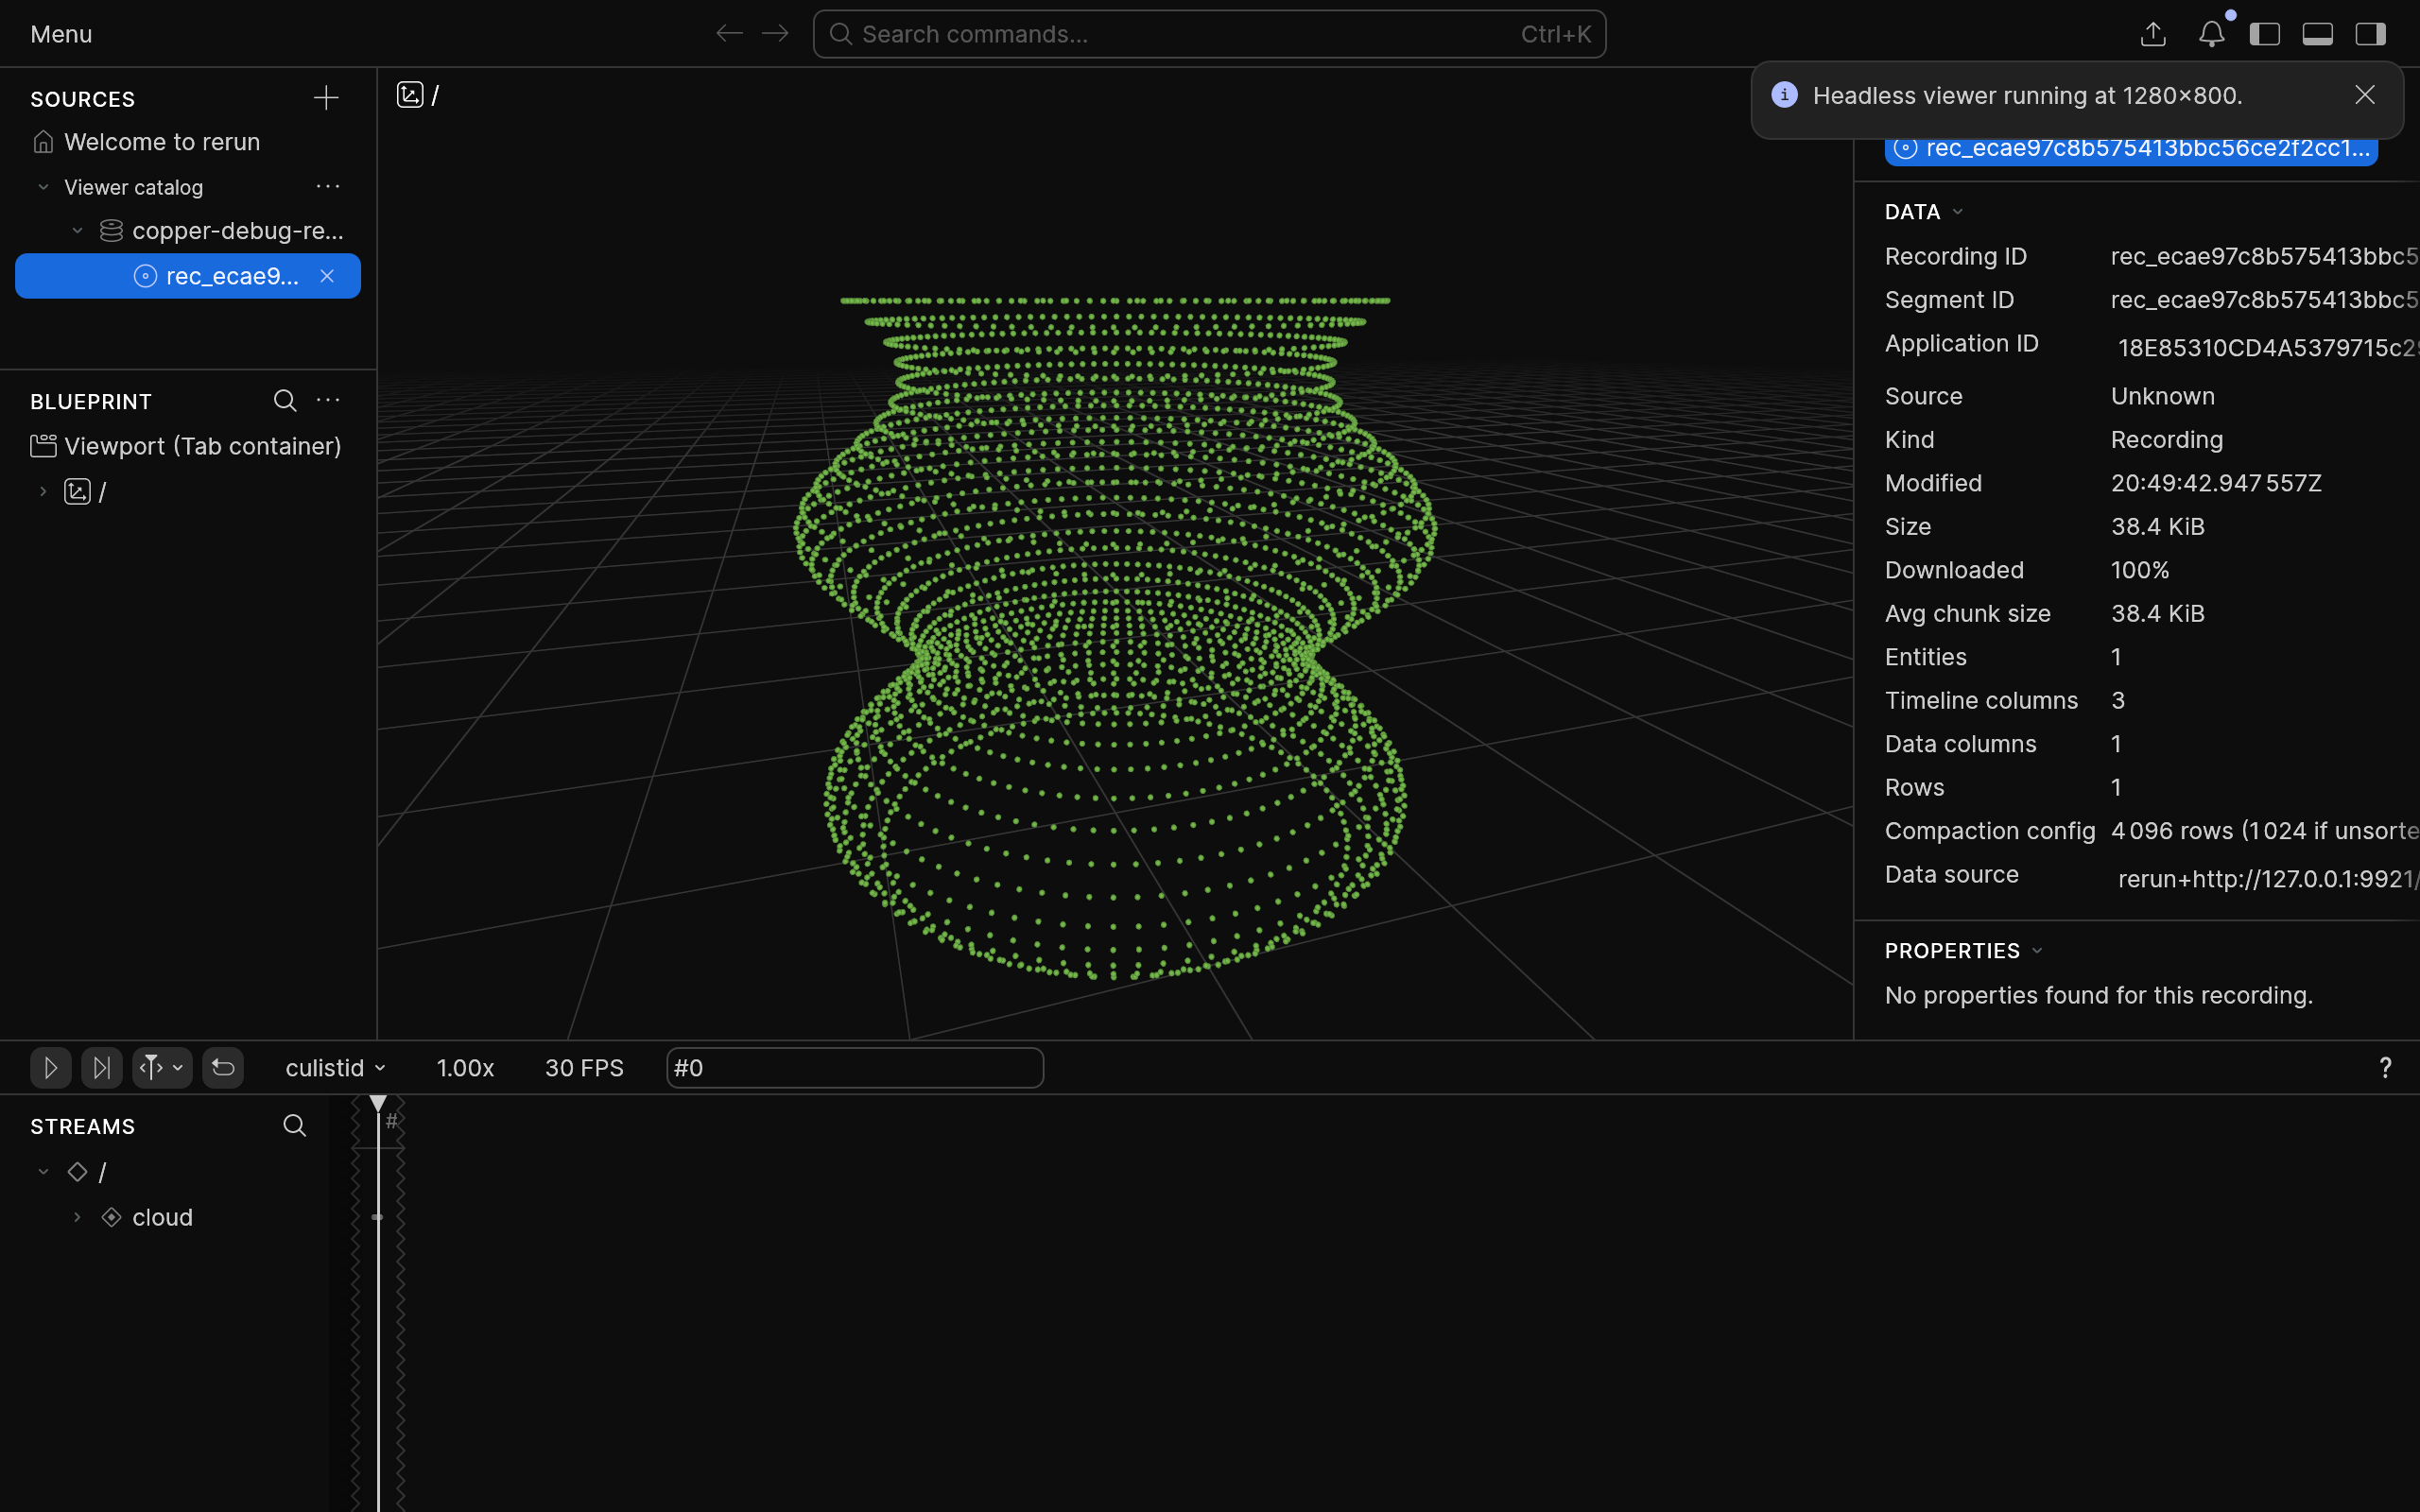 Menu
Search commands... Ctrl+K
SOURCES
Welcome to rerun
Viewer catalog
copper-debug-re...
rec_ecae9...
BLUEPRINT
Viewport (Tab container)
/
/
Headless viewer running at 1280×800.
rec_ecae97c8b575413bbc56ce2f2cc1...
DATA
Recording ID rec_ecae97c8b575413bbc5
Segment ID rec_ecae97c8b575413bbc5
Application ID 18E85310CD4A5379715c2
Source Unknown
Kind Recording
Modified 20:49:42.947 557Z
Size 38.4 KiB
Downloaded 100%
Avg chunk size 38.4 KiB
Entities 1
Timeline columns 3
Data columns 1
Rows 1
Compaction config 4 096 rows (1 024 if unsorte
Data source rerun+http://127.0.0.1:9921/
PROPERTIES
No properties found for this recording.
culistid 1.00x 30 FPS #0 ?
STREAMS
#
/
cloud